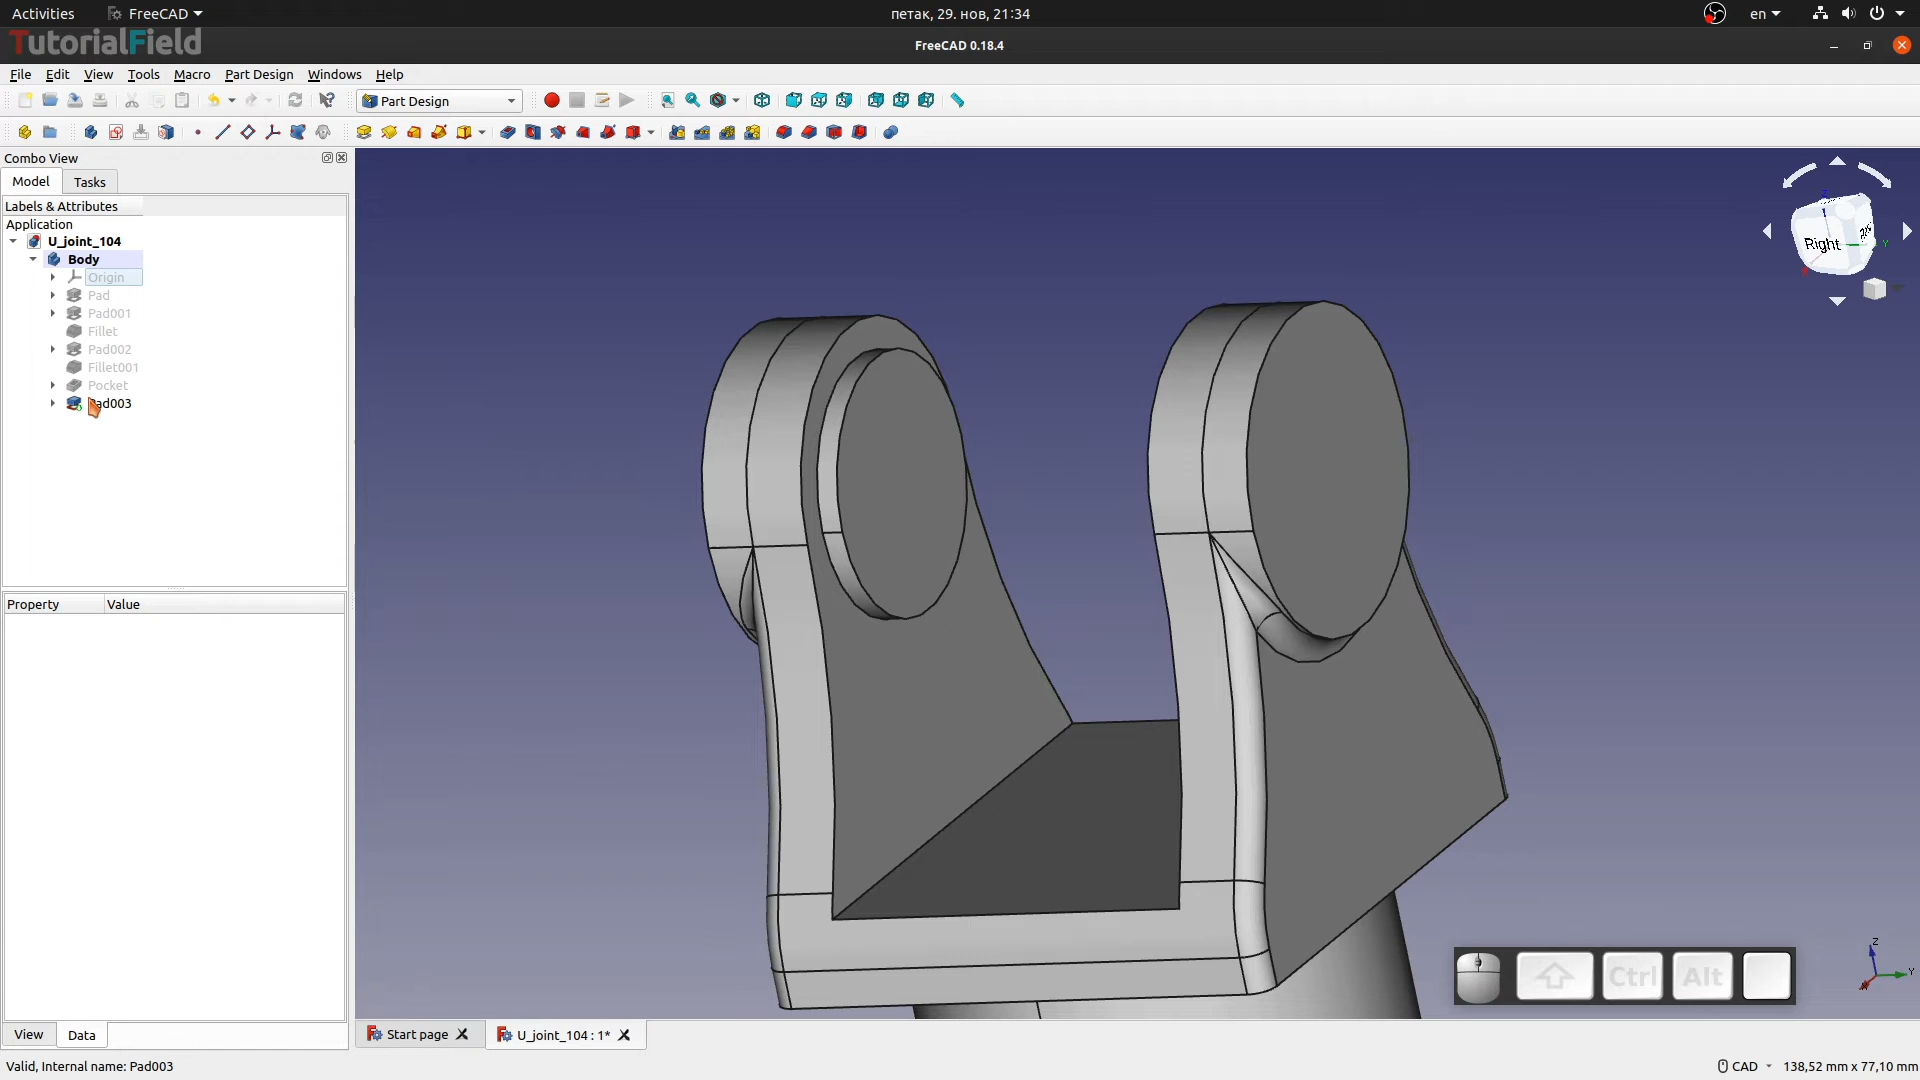 Activities FreeCAD петак, 29. нов, 21:34 en
TutorialField
FreeCAD 0.18.4
File Edit View Tools Macro Part Design Windows Help
Part Design
Combo View
Model Tasks
Labels & Attributes
Application
U_joint_104
Body
Origin
Pad
Pad001
Fillet
Pad002
Fillet001
Pocket
Pad003
Property Value
Right
Z
Y
Ctrl Alt
Z
Y
View Data
Start page U_joint_104 : 1*
Valid, Internal name: Pad003 CAD 138,52 mm x 77,10 mm